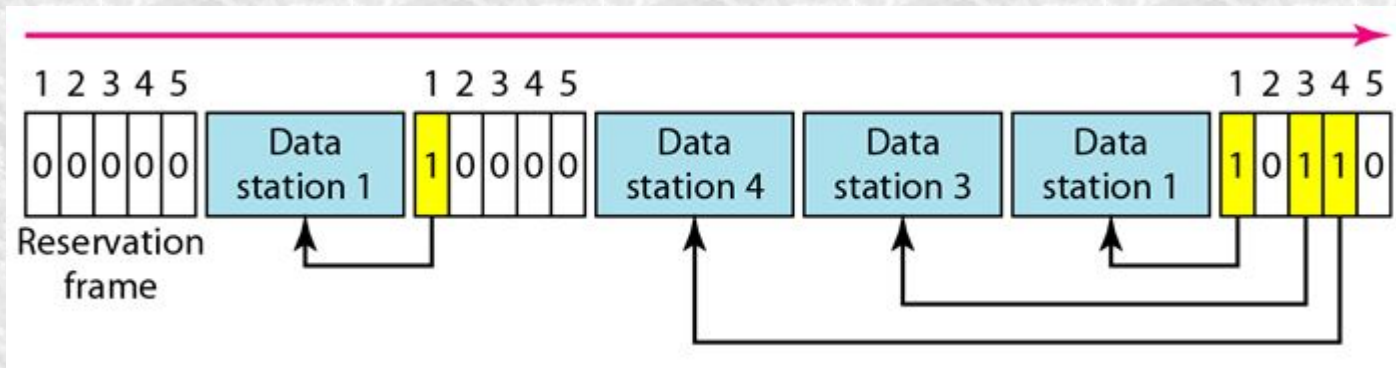 1 2 3 4 5 1 2 3 4 5 1 2 3 4 5
0 0 0 0 0 Data station 1 1 0 0 0 0 Data station 4 Data station 3 Data station 1 1 0 1 1 0
Reservation
frame